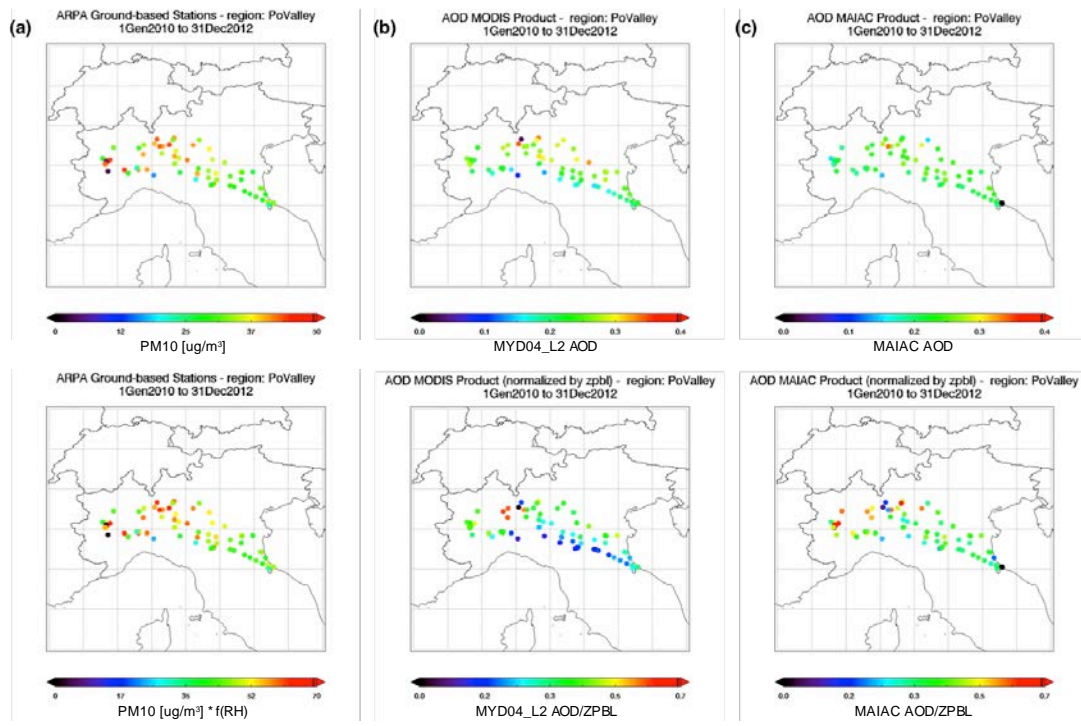 (a)
ARPA Ground-based Stations - region: PoValley
1Gen2010 to 31Dec2012
0 12 25 37 50
PM10 [ug/m³]
(b)
AOD MODIS Product - region: PoValley
1Gen2010 to 31Dec2012
0.0 0.1 0.2 0.3 0.4
MYD04_L2 AOD
(c)
AOD MAIAC Product - region: PoValley
1Gen2010 to 31Dec2012
0.0 0.1 0.2 0.3 0.4
MAIAC AOD
ARPA Ground-based Stations - region: PoValley
1Gen2010 to 31Dec2012
0 17 35 52 70
PM10 [ug/m³] * f(RH)
AOD MODIS Product (normalized by zpbl) - region: PoValley
1Gen2010 to 31Dec2012
0.0 0.2 0.3 0.5 0.7
MYD04_L2 AOD/ZPBL
AOD MAIAC Product (normalized by zpbl) - region: PoValley
1Gen2010 to 31Dec2012
0.0 0.2 0.3 0.5 0.7
MAIAC AOD/ZPBL